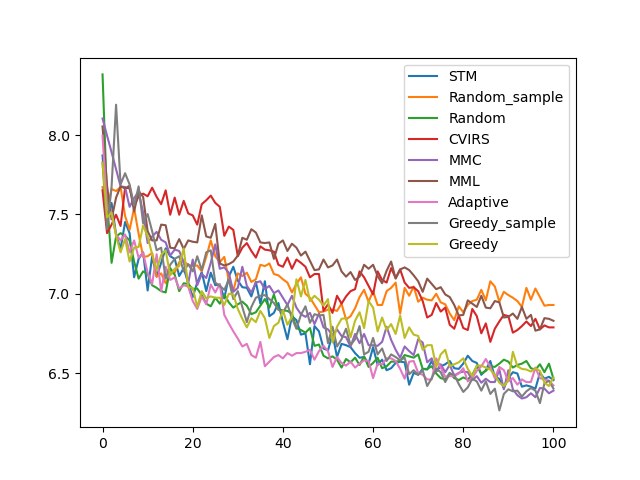 STM
Random_sample
Random
CVIRS
MMC
MML
Adaptive
Greedy_sample
Greedy
8.0
7.5
7.0
6.5
0 20 40 60 80 100